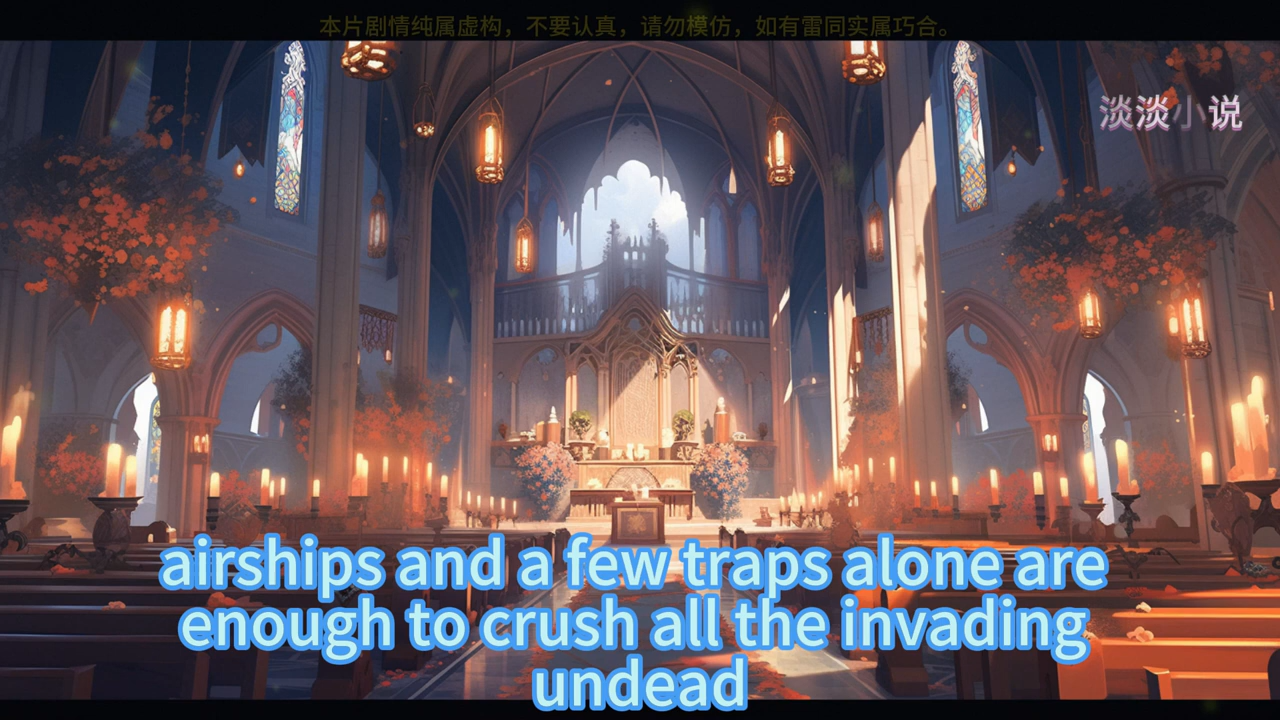 本片剧情纯属虚构，不要认真，请勿模仿，如有雷同实属巧合。
淡淡小说
airships and a few traps alone are
enough to crush all the invading
undead